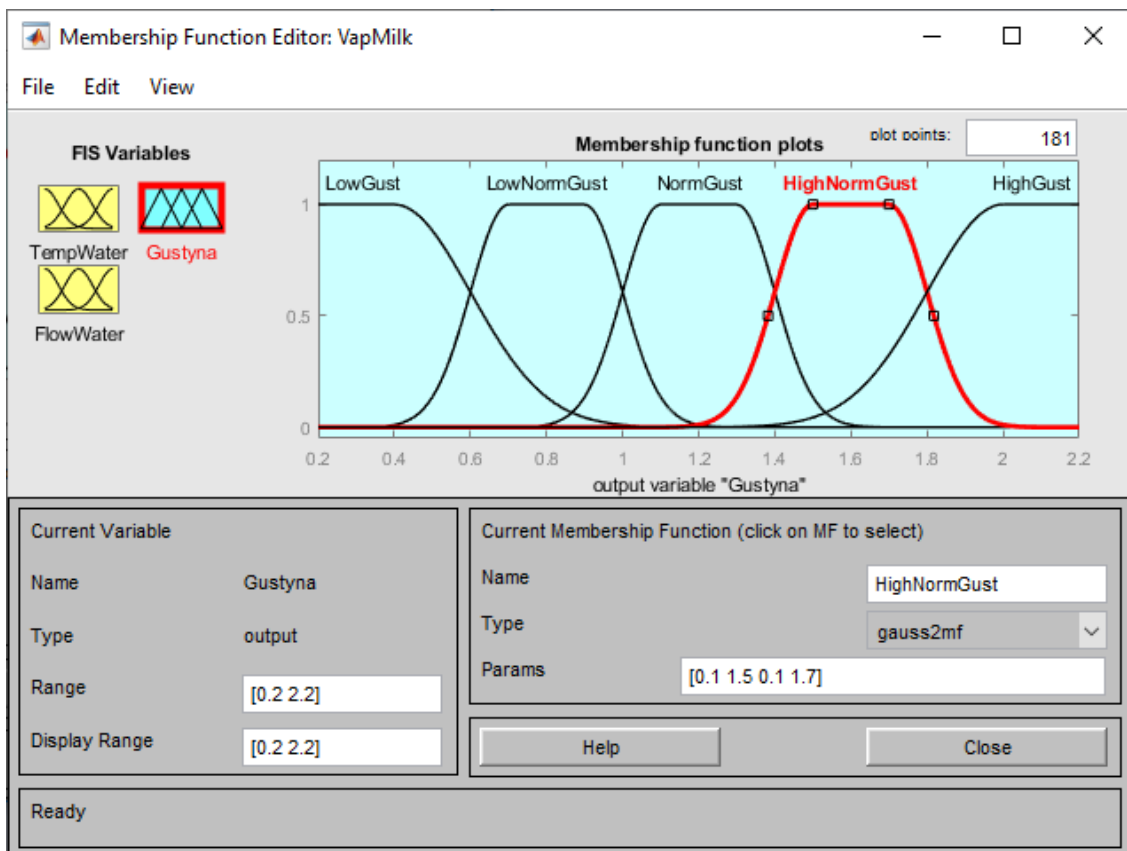 Membership Function Editor: VapMilk
File Edit View
FIS Variables
TempWater Gustyna
FlowWater
Membership function plots
plot points: 181
LowGust LowNormGust NormGust HighNormGust HighGust
1
0.5
0
0.2 0.4 0.6 0.8 1 1.2 1.4 1.6 1.8 2 2.2
output variable "Gustyna"
Current Variable
Name Gustyna
Type output
Range [0.2 2.2]
Display Range [0.2 2.2]
Current Membership Function (click on MF to select)
Name HighNormGust
Type gauss2mf
Params [0.1 1.5 0.1 1.7]
Help Close
Ready